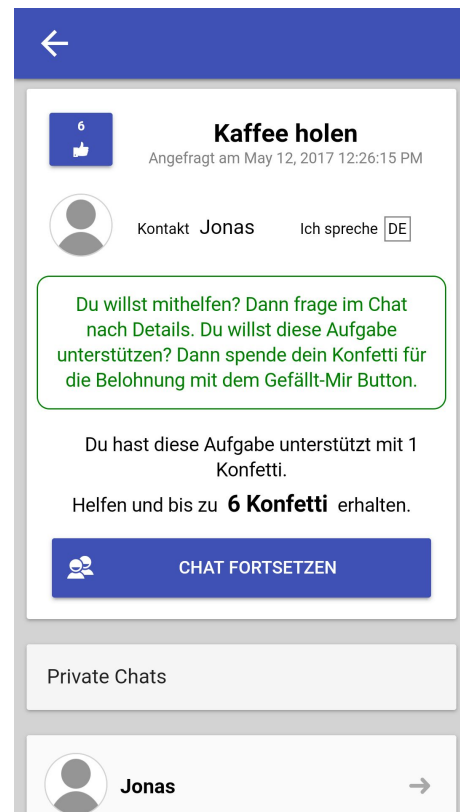 6
Kaffee holen
Angefragt am May 12, 2017 12:26:15 PM
Kontakt Jonas Ich spreche DE
Du willst mithelfen? Dann frage im Chat
nach Details. Du willst diese Aufgabe
unterstützen? Dann spende dein Konfetti für
die Belohnung mit dem Gefällt-Mir Button.
Du hast diese Aufgabe unterstützt mit 1
Konfetti.
Helfen und bis zu 6 Konfetti erhalten.
CHAT FORTSETZEN
Private Chats
Jonas